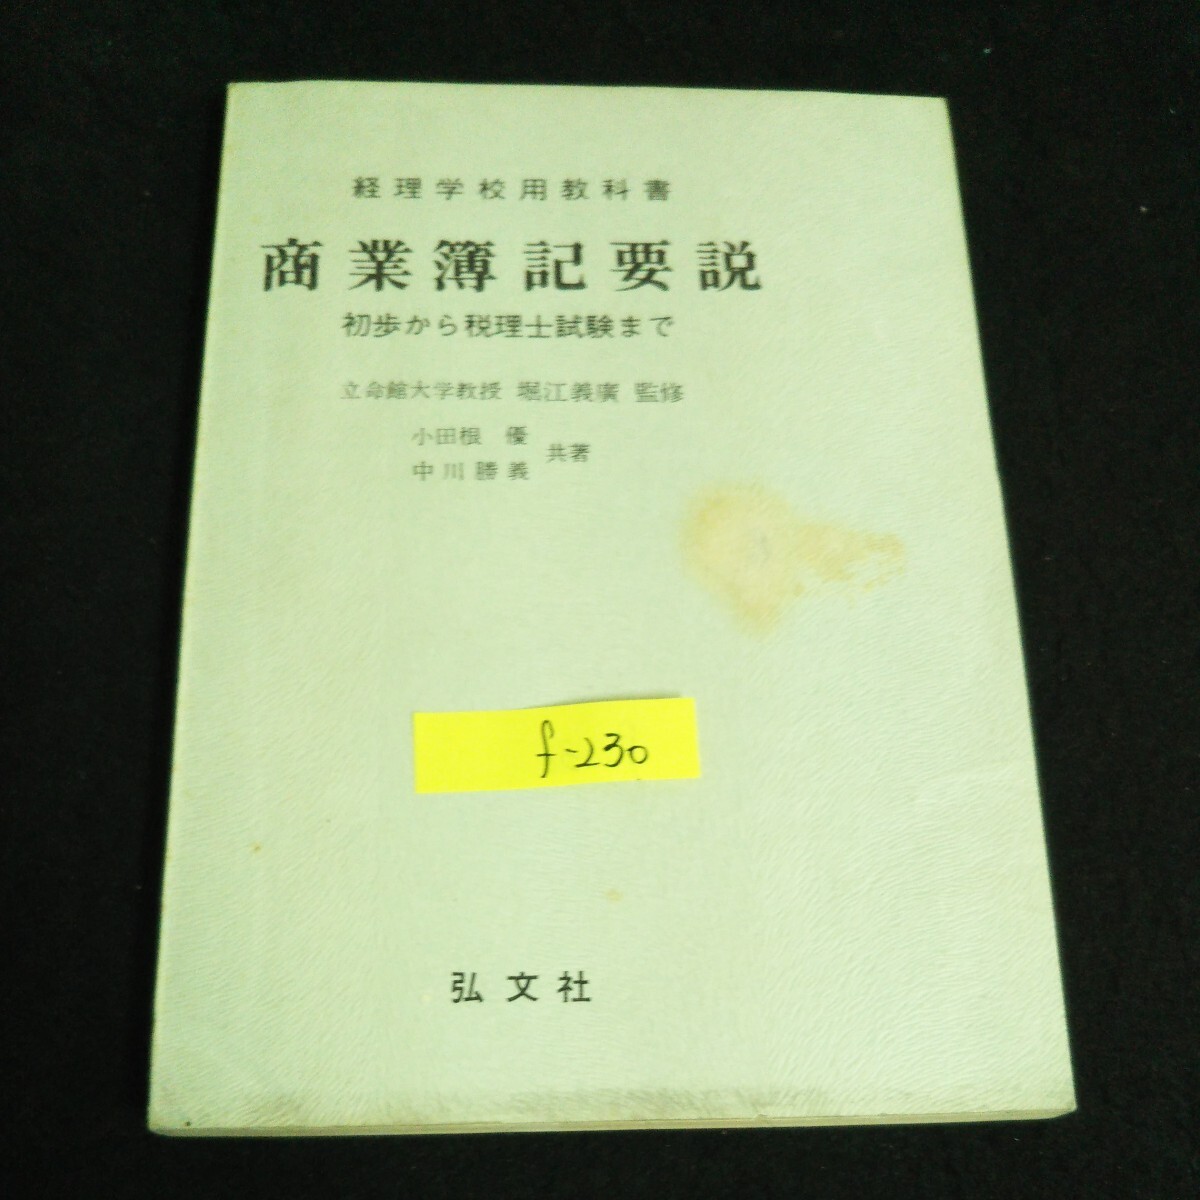 経理学校用教科書
商業簿記要説
初歩から税理士試験まで
立命館大学教授 堀江義廣 監修
小田根 優
中川勝義
共著
f-230
弘文社